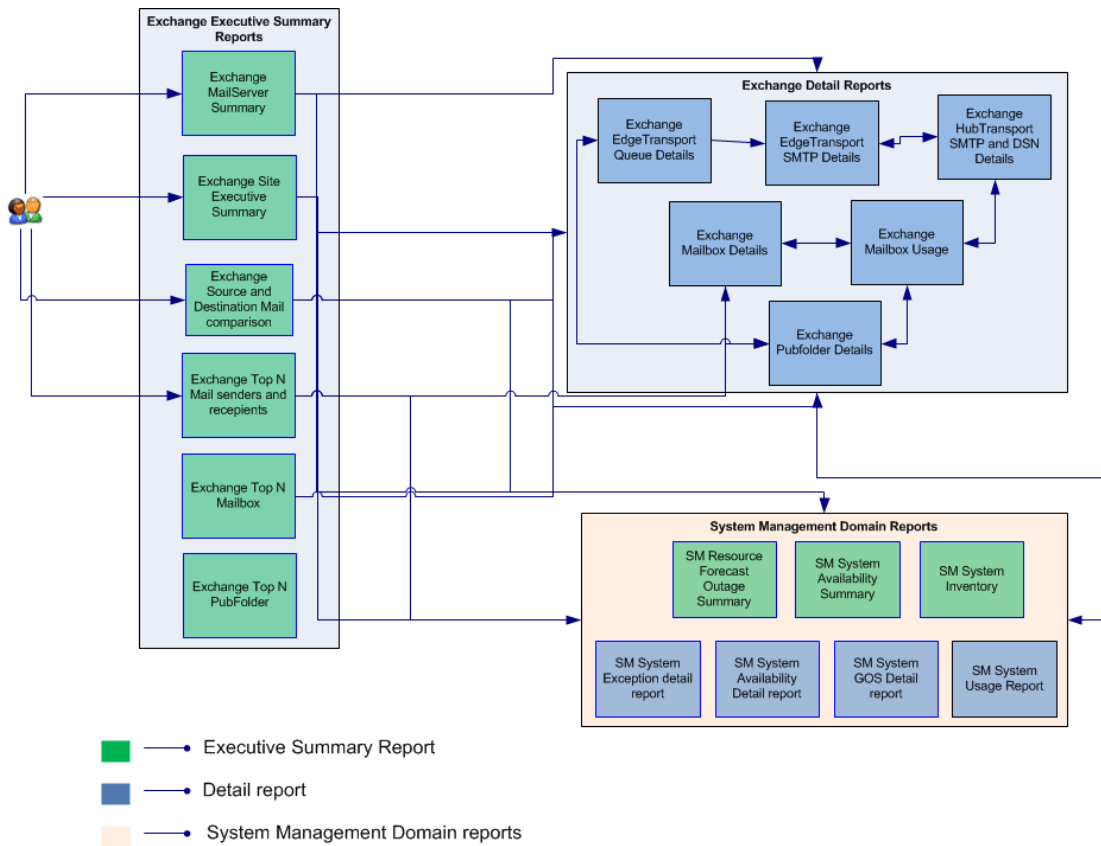 Exchange Executive Summary
Reports
Exchange
MailServer
Summary
Exchange Site
Executive
Summary
Exchange
Source and
Destination Mail
comparison
Exchange Top N
Mail senders and
recepients
Exchange Top N
Mailbox
Exchange Top N
PubFolder
Exchange Detail Reports
Exchange
EdgeTransport
Queue Details
Exchange
EdgeTransport
SMTP Details
Exchange
HubTransport
SMTP and DSN
Details
Exchange
Mailbox Details
Exchange
Mailbox Usage
Exchange
Pubfolder Details
System Management Domain Reports
SM Resource
Forecast
Outage
Summary
SM System
Availability
Summary
SM System
Inventory
SM System
Exception detail
report
SM System
Availability
Detail report
SM System
GOS Detail
report
SM System
Usage Report
Executive Summary Report
Detail report
System Management Domain reports